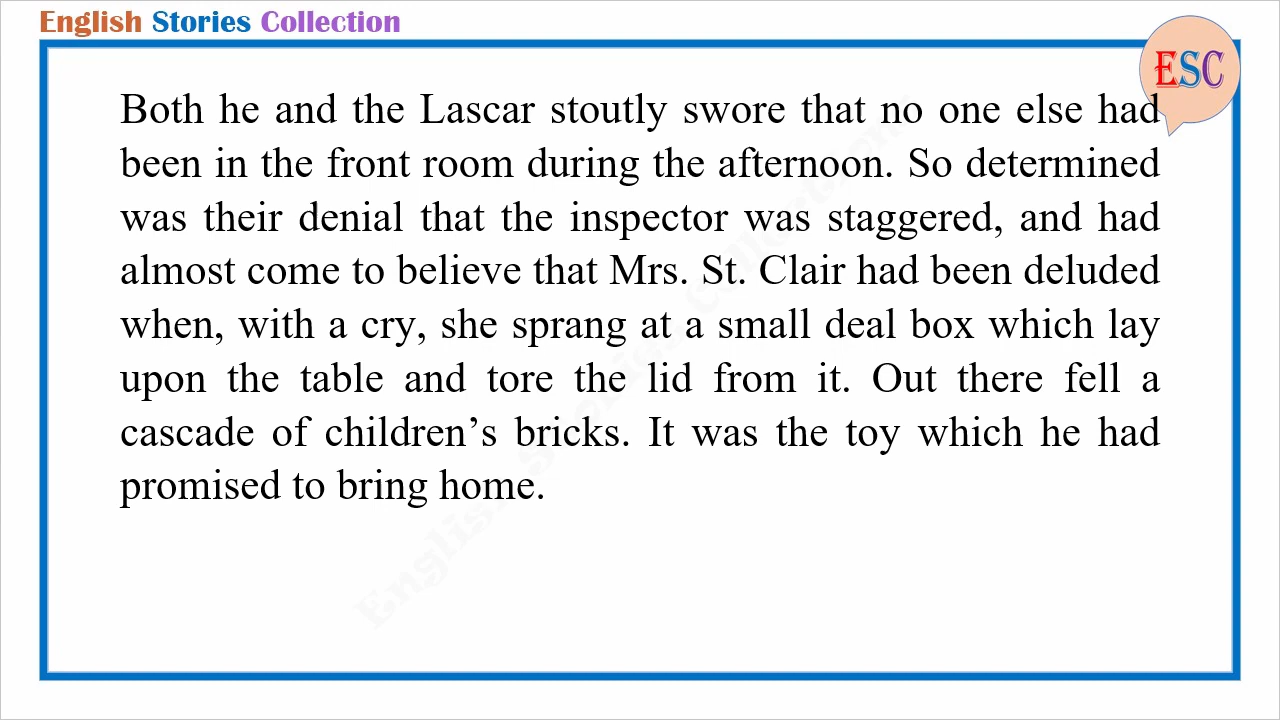 English Stories Collection
ESC
Both he and the Lascar stoutly swore that no one else had
been in the front room during the afternoon. So determined
was their denial that the inspector was staggered, and had
almost come to believe that Mrs. St. Clair had been deluded
when, with a cry, she sprang at a small deal box which lay
upon the table and tore the lid from it. Out there fell a
cascade of children’s bricks. It was the toy which he had
promised to bring home.
English Stories Collection